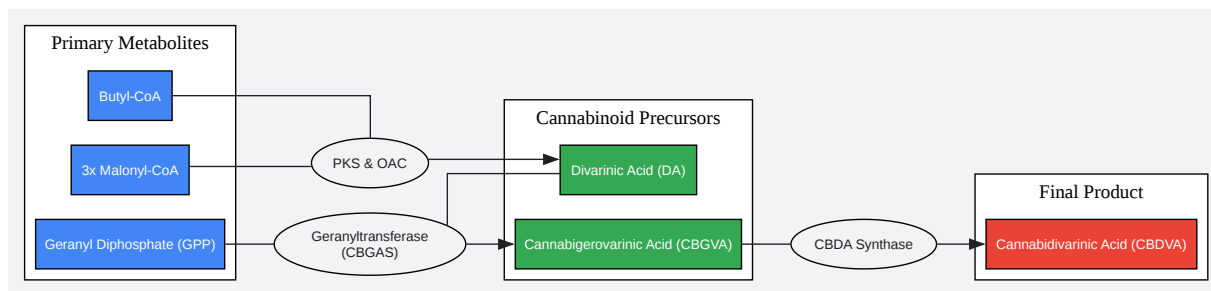 Primary Metabolites
Butyl-CoA
3x Malonyl-CoA
Geranyl Diphosphate (GPP)
PKS & OAC
Geranyltransferase
(CBGAS)
Cannabinoid Precursors
Divarinic Acid (DA)
Cannabigerovarinic Acid (CBGVA)
CBDA Synthase
Final Product
Cannabidivarinic Acid (CBDVA)